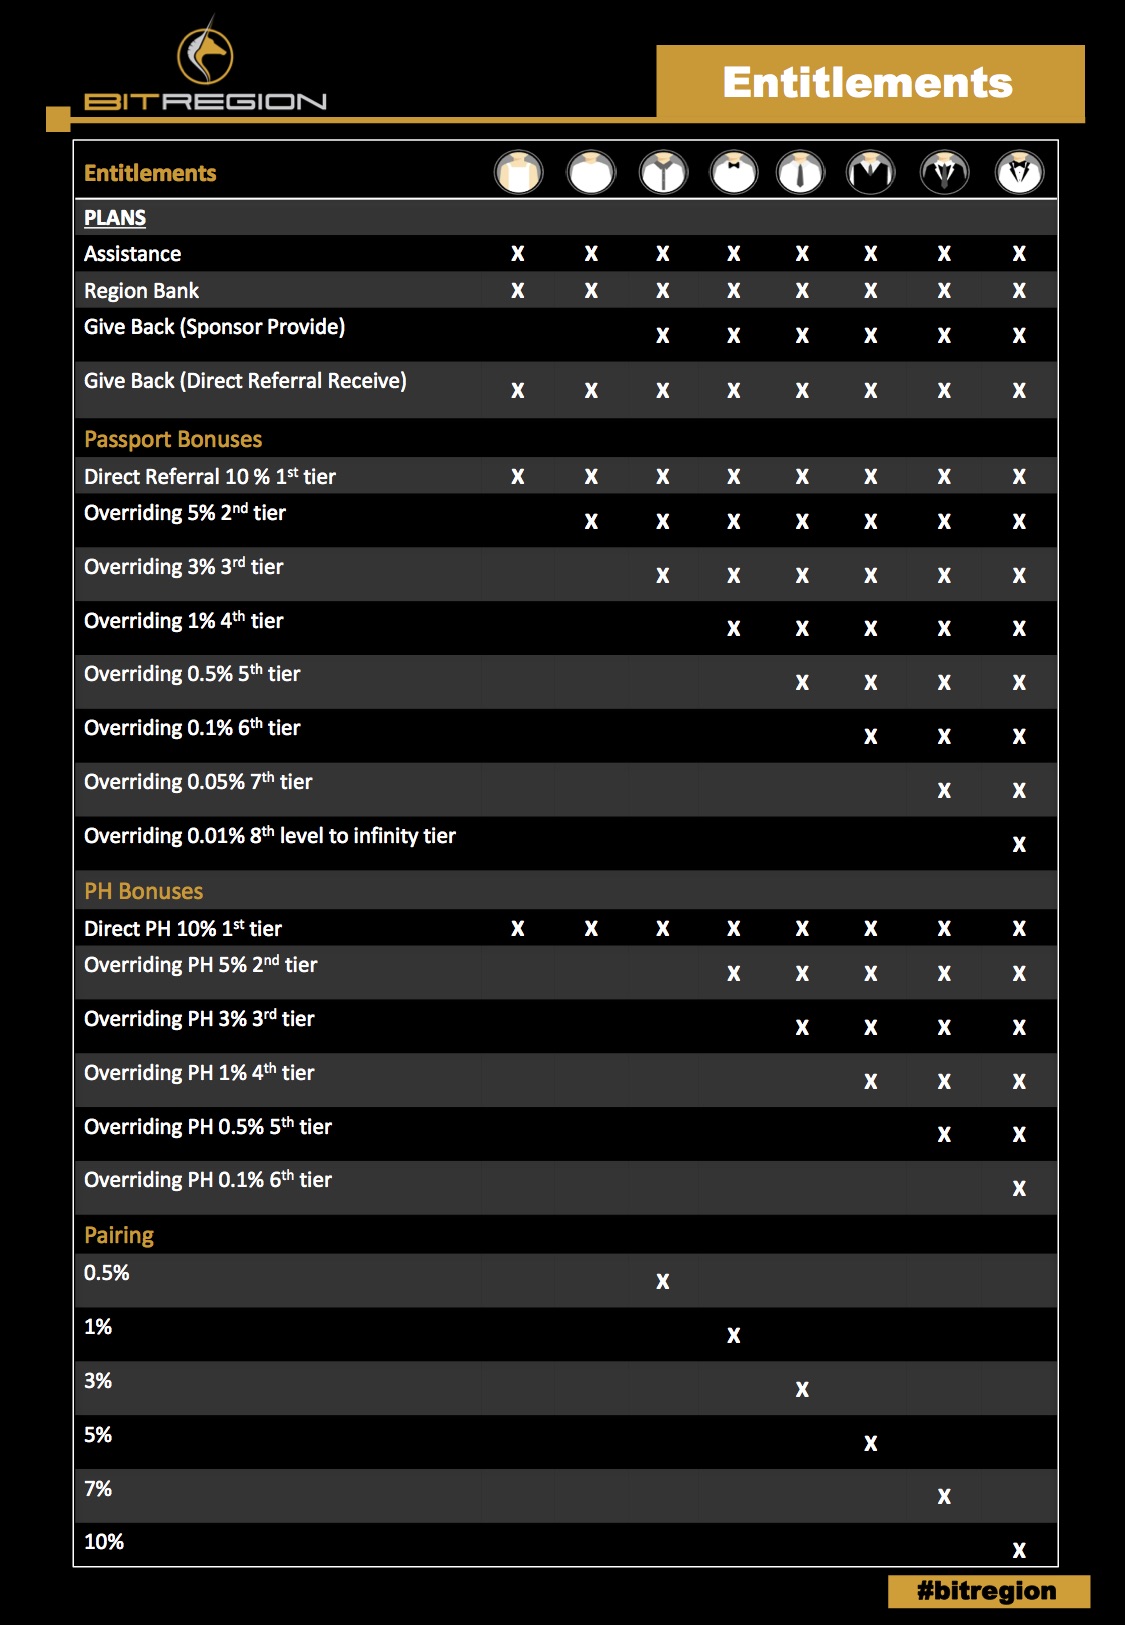 BITREGION
Entitlements
Entitlements
PLANS
Assistance X X X X X X X X
Region Bank X X X X X X X X
Give Back (Sponsor Provide) X X X X X X
Give Back (Direct Referral Receive) X X X X X X X X
Passport Bonuses
Direct Referral 10 % 1st tier X X X X X X X X
Overriding 5% 2nd tier X X X X X X X
Overriding 3% 3rd tier X X X X X X
Overriding 1% 4th tier X X X X X
Overriding 0.5% 5th tier X X X X
Overriding 0.1% 6th tier X X X
Overriding 0.05% 7th tier X X
Overriding 0.01% 8th level to infinity tier X
PH Bonuses
Direct PH 10% 1st tier X X X X X X X X
Overriding PH 5% 2nd tier X X X X X
Overriding PH 3% 3rd tier X X X X
Overriding PH 1% 4th tier X X X
Overriding PH 0.5% 5th tier X X
Overriding PH 0.1% 6th tier X
Pairing
0.5% X
1% X
3% X
5% X
7% X
10% X
#bitregion